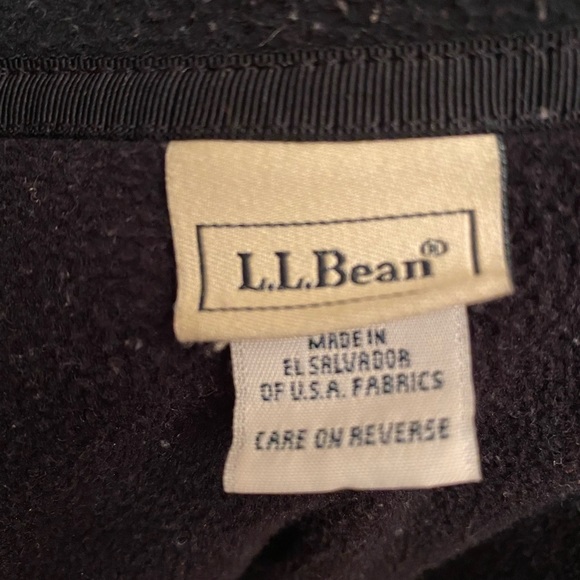 L.L.Bean®
MADE IN
EL SALVADOR
OF U.S.A. FABRICS
CARE ON REVERSE